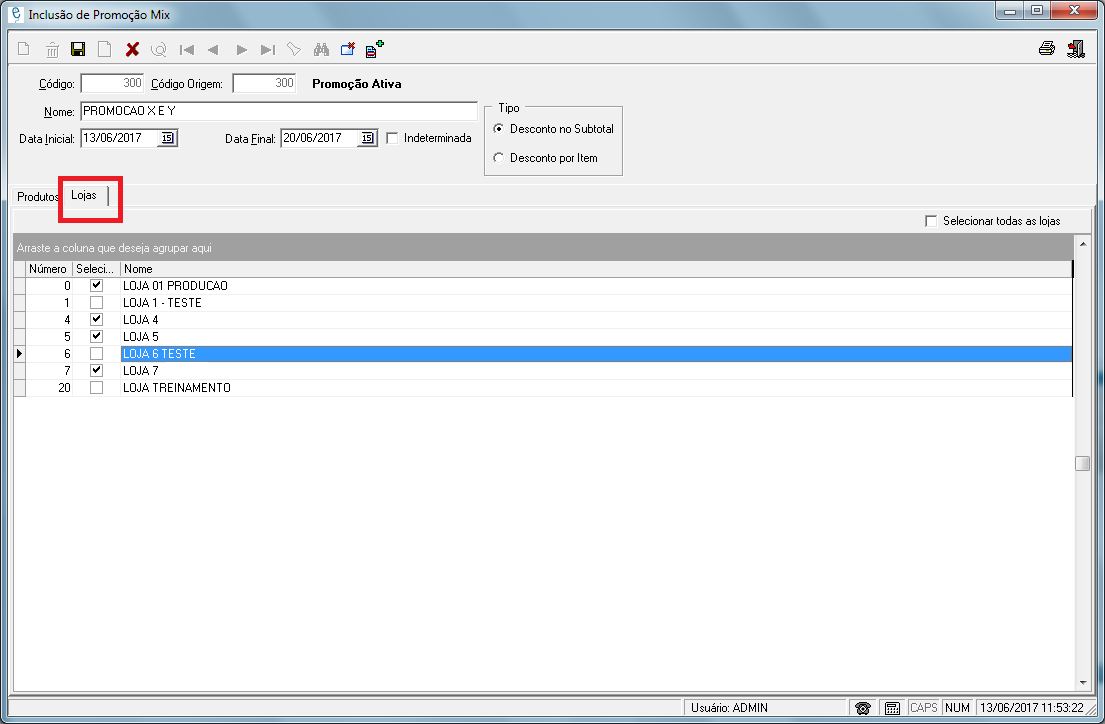 Inclusão de Promoção Mix
Código: 300 Código Origem: 300 Promoção Ativa
Nome: PROMOCAO X E Y
Tipo
Desconto no Subtotal
Data Inicial: 13/06/2017 15 Data Final: 20/06/2017 15 Indeterminada
Desconto por Item
Produtos Lojas
Selecionar todas as lojas
Arraste a coluna que deseja agrupar aqui
Número Seleci... Nome
0 LOJA 01 PRODUCAO
1 LOJA 1 - TESTE
4 LOJA 4
5 LOJA 5
6 LOJA 6 TESTE
7 LOJA 7
20 LOJA TREINAMENTO
Usuário: ADMIN CAPS NUM 13/06/2017 11:53:22